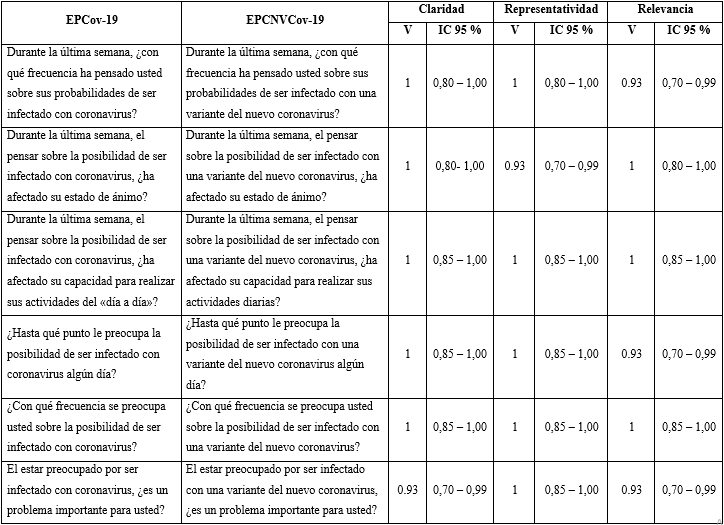 EPCov-19 EPCNVCov-19 Claridad Representatividad Relevancia
V IC 95 % V IC 95 % V IC 95 %
Durante la última semana, ¿con
qué frecuencia ha pensado usted
sobre sus probabilidades de ser
infectado con coronavirus?
Durante la última semana, ¿con qué
frecuencia ha pensado usted sobre sus
probabilidades de ser infectado con una
variante del nuevo coronavirus?
1 0,80 – 1,00 1 0,80 – 1,00 0.93 0,70 – 0,99
Durante la última semana, el
pensar sobre la posibilidad de ser
infectado con coronavirus, ¿ha
afectado su estado de ánimo?
Durante la última semana, el pensar
sobre la posibilidad de ser infectado con
una variante del nuevo coronavirus, ¿ha
afectado su estado de ánimo?
1 0,80- 1,00 0.93 0,70 – 0,99 1 0,80 – 1,00
Durante la última semana, el
pensar sobre la posibilidad de ser
infectado con coronavirus, ¿ha
afectado su capacidad para realizar
sus actividades del «día a día»?
Durante la última semana, el pensar
sobre la posibilidad de ser infectado con
una variante del nuevo coronavirus, ¿ha
afectado su capacidad para realizar sus
actividades diarias?
1 0,85 – 1,00 1 0,85 – 1,00 1 0,85 – 1,00
¿Hasta qué punto le preocupa la
posibilidad de ser infectado con
coronavirus algún día?
¿Hasta qué punto le preocupa la
posibilidad de ser infectado con una
variante del nuevo coronavirus algún
día?
1 0,85 – 1,00 1 0,85 – 1,00 0.93 0,70 – 0,99
¿Con qué frecuencia se preocupa
usted sobre la posibilidad de ser
infectado con coronavirus?
¿Con qué frecuencia se preocupa usted
sobre la posibilidad de ser infectado con
una variante del nuevo coronavirus?
1 0,85 – 1,00 1 0,85 – 1,00 1 0,85 – 1,00
El estar preocupado por ser
infectado con coronavirus, ¿es un
problema importante para usted?
El estar preocupado por ser infectado
con una variante del nuevo coronavirus,
¿es un problema importante para usted?
0.93 0,70 – 0,99 1 0,85 – 1,00 0.93 0,70 – 0,99